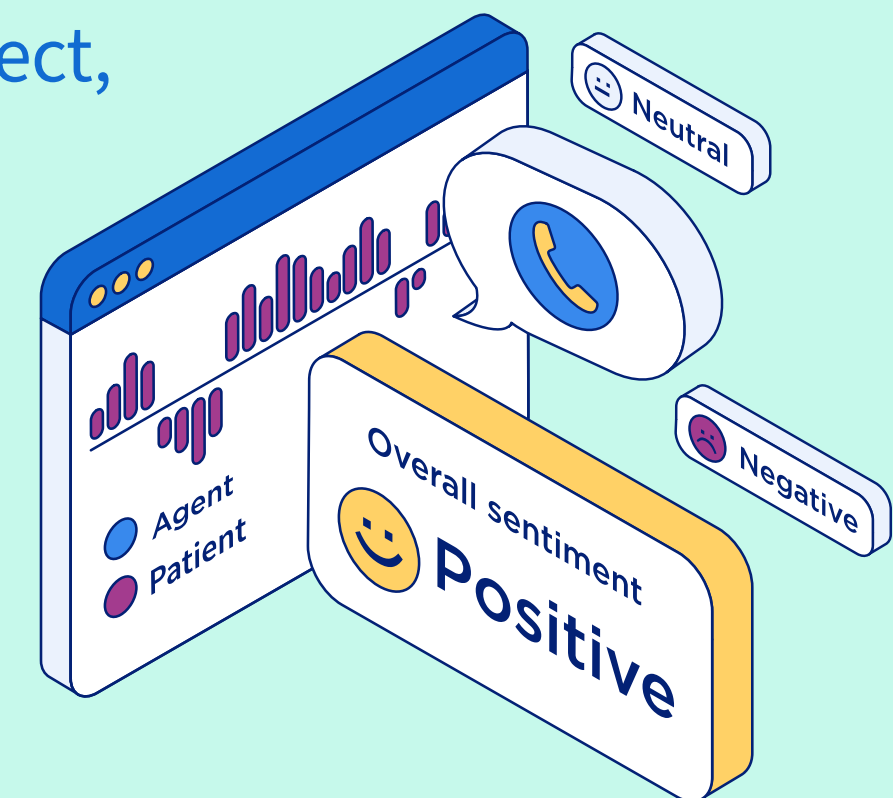 ect,
Neutral
Negative
Agent
Patient
Overall sentiment
Positive